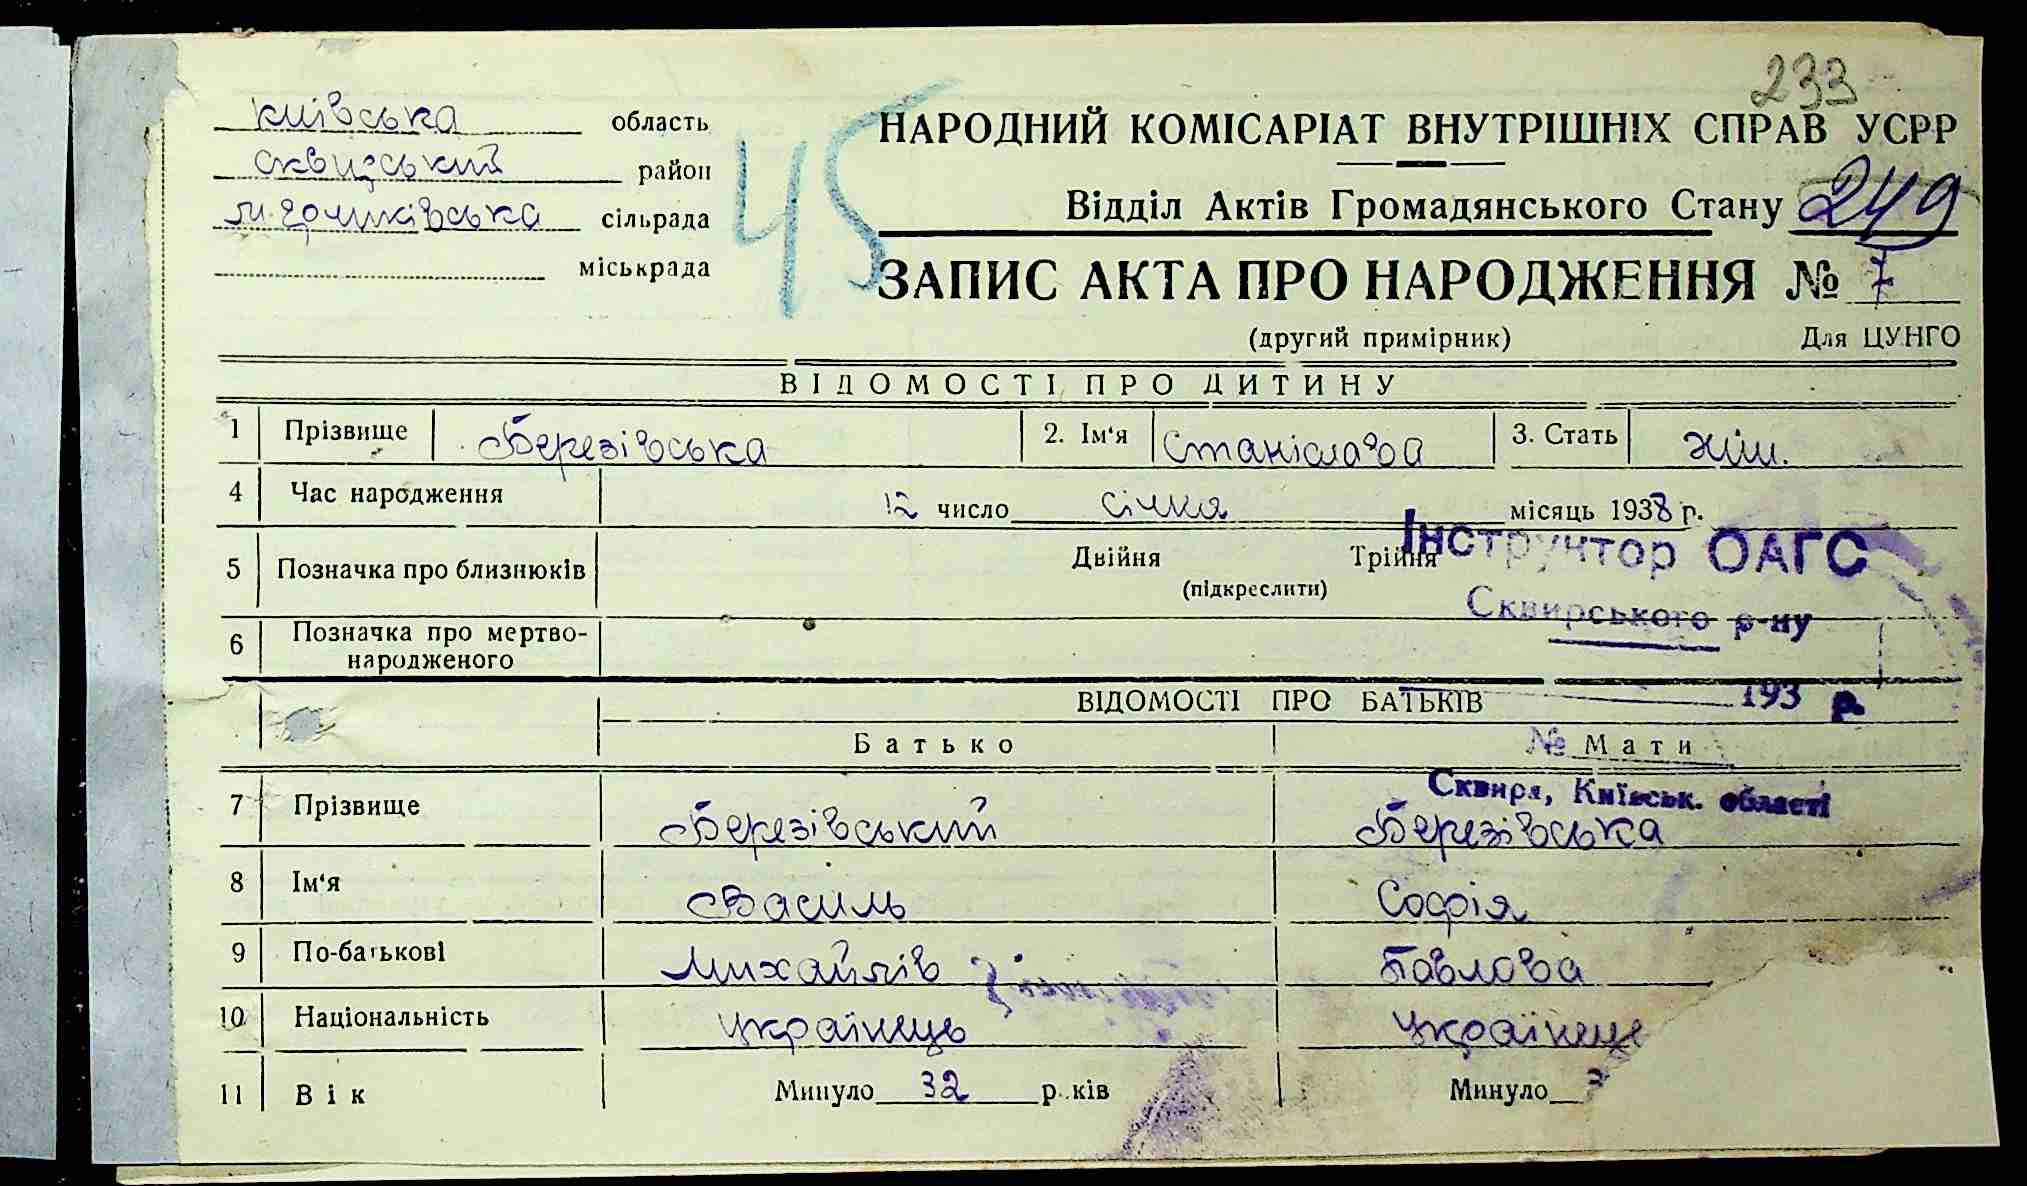 233
київська область
сквирський район
сільрада
міськрада
45
НАРОДНИЙ КОМІСАРІАТ ВНУТРІШНІХ СПРАВ УСРР
Відділ Актів Громадянського Стану 249
ЗАПИС АКТА ПРО НАРОДЖЕННЯ № 7
(другий примірник) Для ЦУНГО
ВІДОМОСТІ ПРО ДИТИНУ
1 Прізвище Березівська 2. Ім'я Станіслава 3. Стать жін.
4 Час народження 12 число січня місяць 1938 р.
5 Позначка про близнюків Двійня Трійня
(підкреслити)
Інструктор ОАГС
Сквирського р-ну
6 Позначка про мертво-
народженого
193 р.
ВІДОМОСТІ ПРО БАТЬКІВ
Батько № Мати
Сквира, Київськ. області
7 Прізвище Березівський Березівська
8 Ім'я Василь Софія
9 По-батькові Михайлів Павлова
10 Національність українець українець
11 Вік Минуло 32 р.ків Минуло